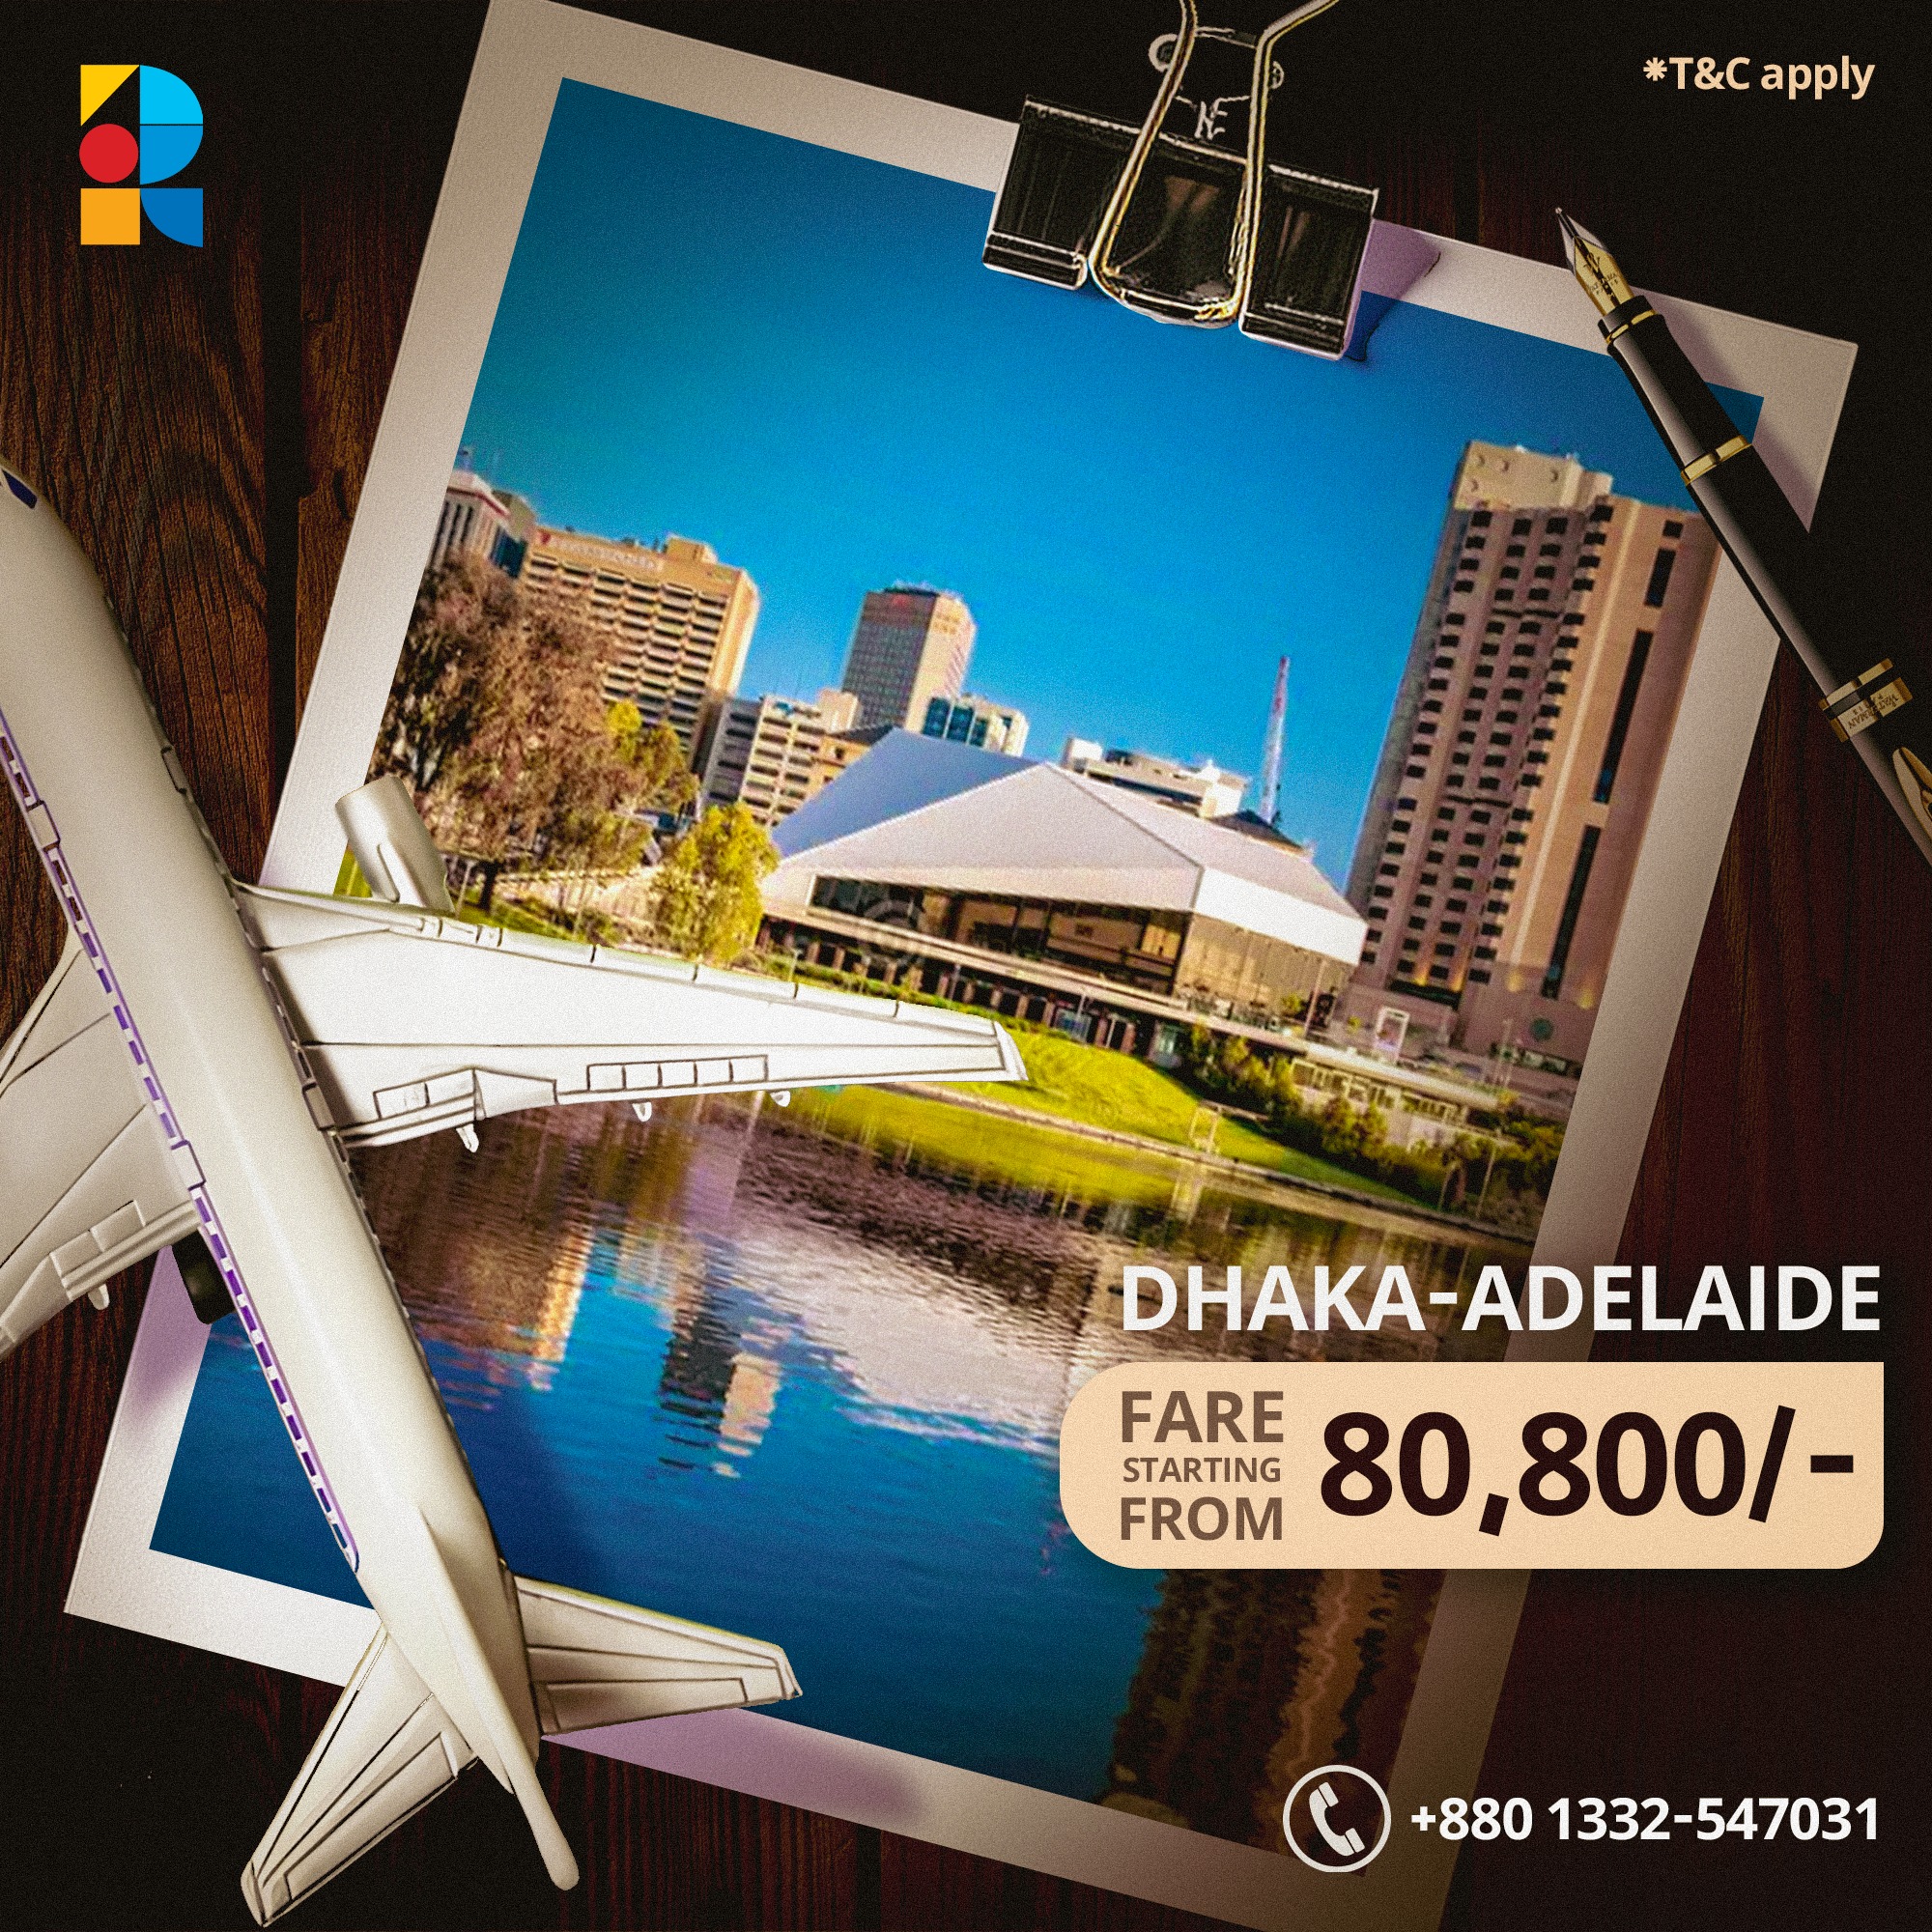 *T&C apply
DHAKA-ADELAIDE
FARE
STARTING
FROM
80,800/-
+880 1332-547031